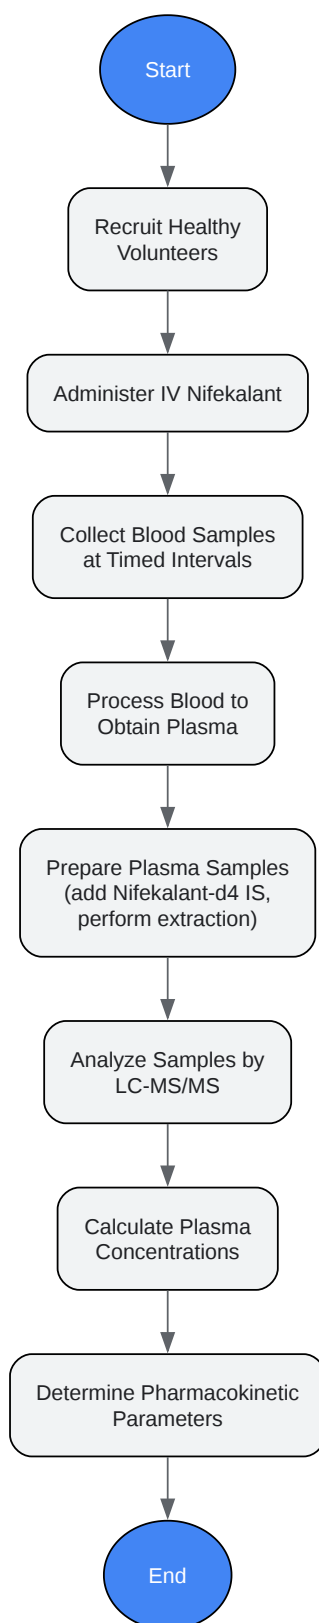 Start
Recruit Healthy
Volunteers
Administer IV Nifekalant
Collect Blood Samples
at Timed Intervals
Process Blood to
Obtain Plasma
Prepare Plasma Samples
(add Nifekalant-d4 IS,
perform extraction)
Analyze Samples by
LC-MS/MS
Calculate Plasma
Concentrations
Determine Pharmacokinetic
Parameters
End